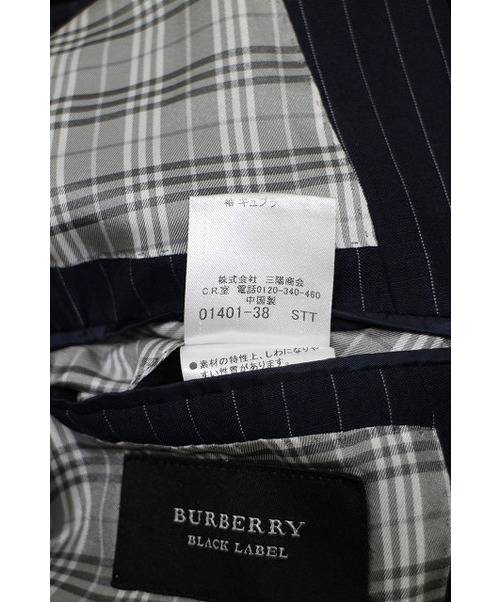 袖 キュプラ
株式会社 三陽商会
C.R.室 電話0120-340-460
中国製
01401-38 STT
●素材の特性上、しわになりや
すい性質があります。
BURBERRY
BLACK LABEL